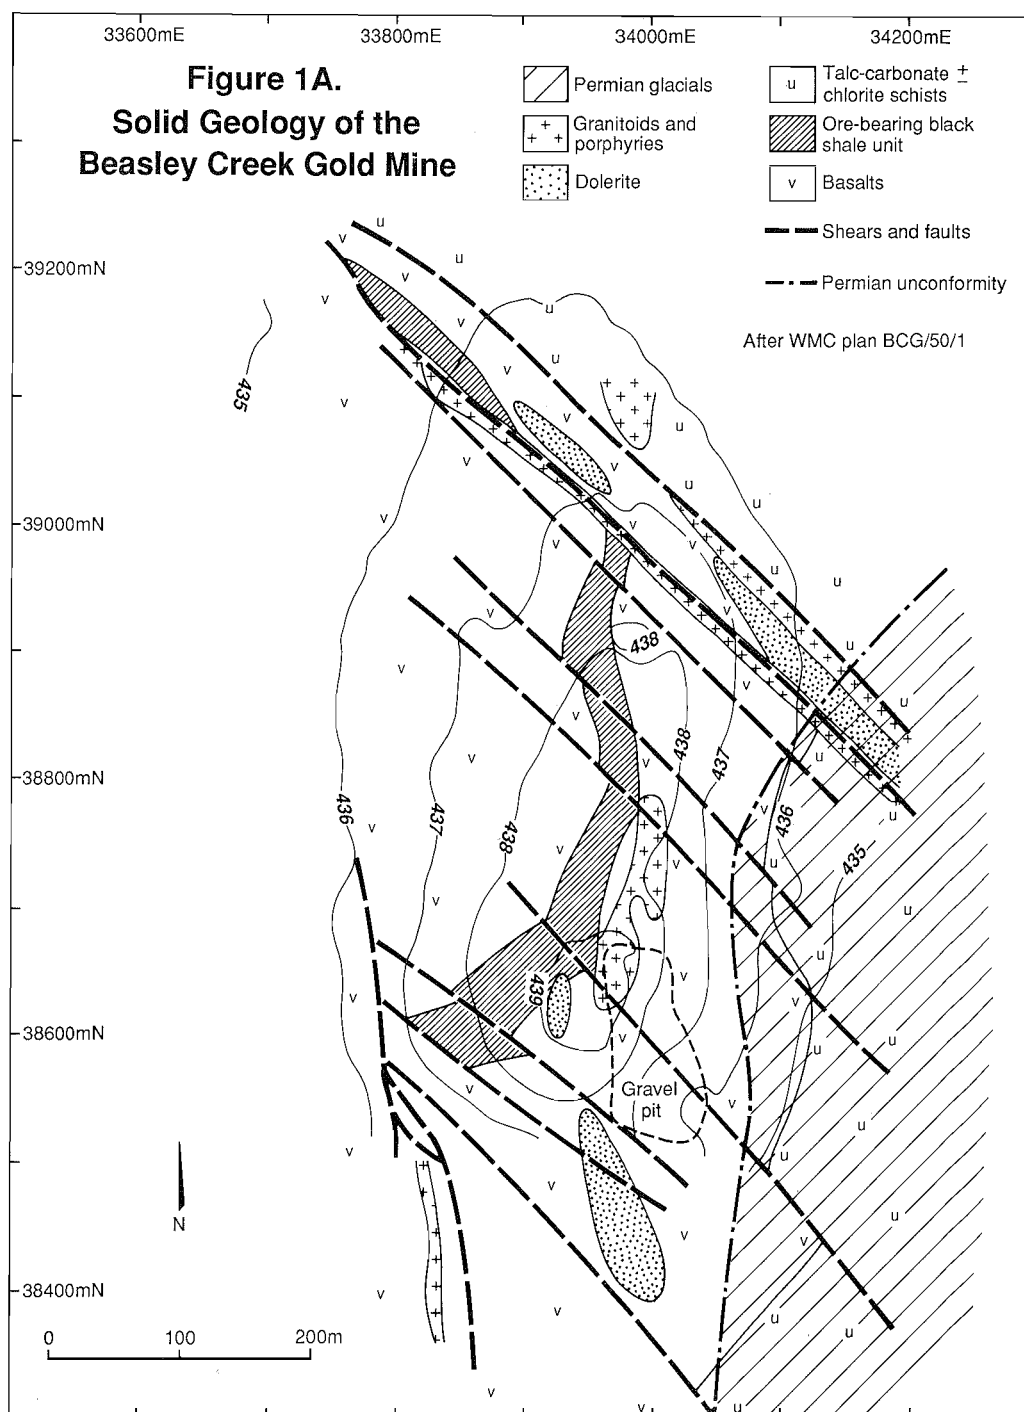 33600mE
33800mE
34000mE
34200mE
Figure 1A.
Solid Geology of the
Beasley Creek Gold Mine
Permian glacials
+ + + + +
Granitoids and
porphyries
Dolerite
u
Talc-carbonate ±
chlorite schists
Ore-bearing black
shale unit
v
Basalts
Shears and faults
Permian unconformity
After WMC plan BCG/50/1
39200mN
39000mN
38800mN
38600mN
38400mN
435
436
437
438
438
438
437
436
435
439
Gravel
pit
N
0 100 200m